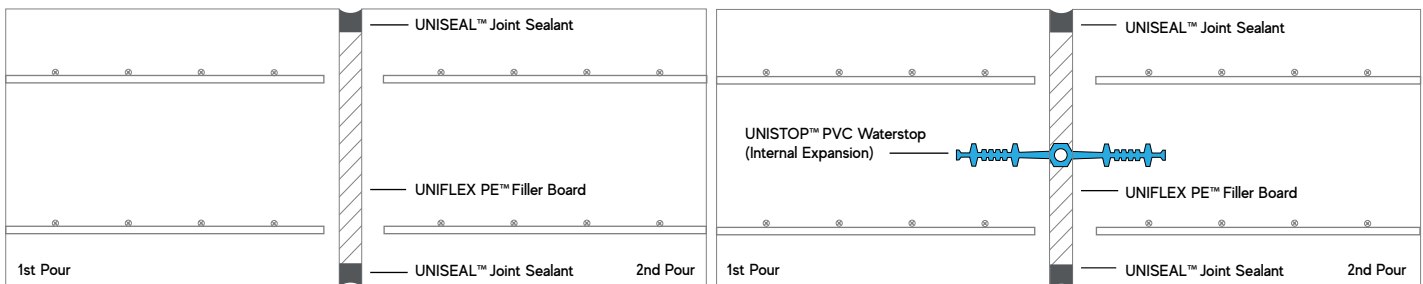 UNISEAL™ Joint Sealant
UNIFLEX PE™ Filler Board
1st Pour
UNISEAL™ Joint Sealant
2nd Pour
UNISEAL™ Joint Sealant
UNISTOP™ PVC Waterstop
(Internal Expansion)
UNIFLEX PE™ Filler Board
1st Pour
UNISEAL™ Joint Sealant
2nd Pour